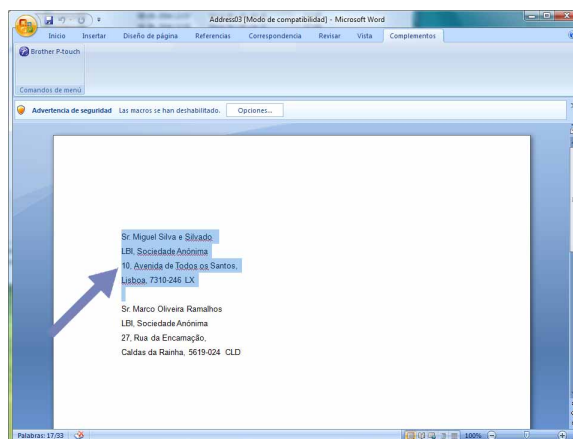 Address03 [Modo de compatibilidad] - Microsoft Word
Inicio Insertar Diseño de página Referencias Correspondencia Revisar Vista Complementos
Brother P-touch
Comandos de menú
Advertencia de seguridad Las macros se han deshabilitado. Opciones...
Sr. Miguel Silva e Silvado
LBI, Sociedade Anónima
10, Avenida de Todos os Santos,
Lisboa, 7310-246 LX
Sr. Marco Oliveira Ramalhos
LBI, Sociedade Anónima
27, Rua da Encarnação,
Caldas da Rainha, 5619-024 CLD
Palabras: 17/33 100%